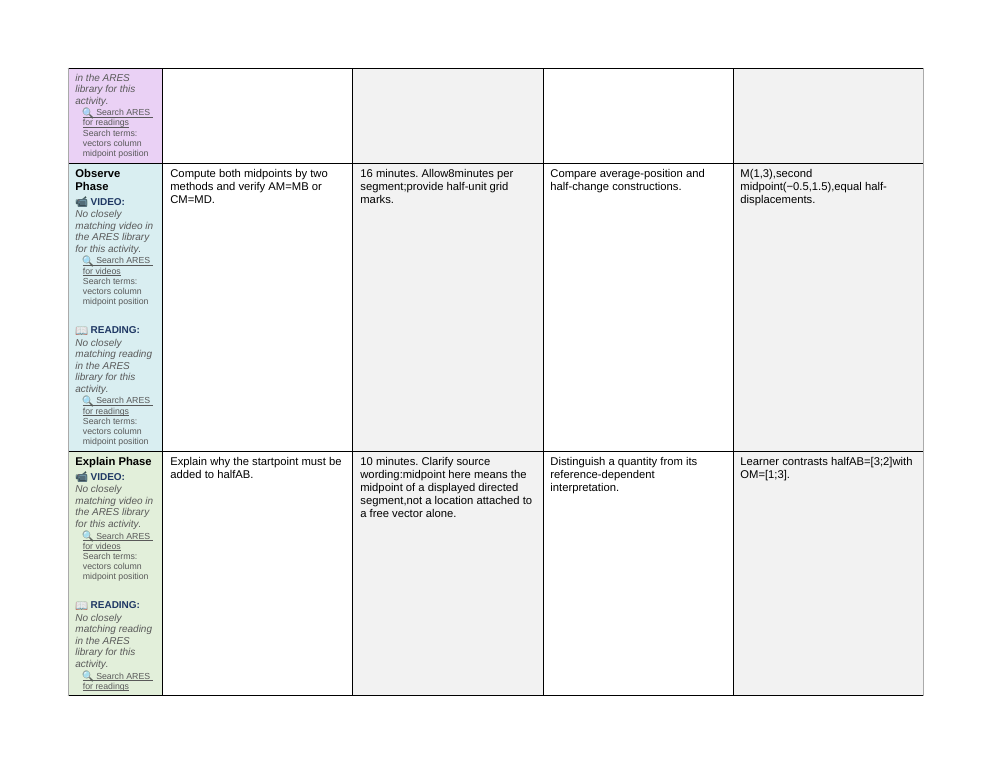 in the ARES
library for this
activity.
🔍 Search ARES
for readings
Search terms:
vectors column
midpoint position
Observe
Phase
📹 VIDEO:
No closely
matching video in
the ARES library
for this activity.
🔍 Search ARES
for videos
Search terms:
vectors column
midpoint position
📖 READING:
No closely
matching reading
in the ARES
library for this
activity.
🔍 Search ARES
for readings
Search terms:
vectors column
midpoint position
Compute both midpoints by two
methods and verify AM=MB or
CM=MD.
16 minutes. Allow8minutes per
segment;provide half-unit grid
marks.
Compare average-position and
half-change constructions.
M(1,3),second
midpoint(−0.5,1.5),equal half-
displacements.
Explain Phase
📹 VIDEO:
No closely
matching video in
the ARES library
for this activity.
🔍 Search ARES
for videos
Search terms:
vectors column
midpoint position
📖 READING:
No closely
matching reading
in the ARES
library for this
activity.
🔍 Search ARES
for readings
Explain why the startpoint must be
added to halfAB.
10 minutes. Clarify source
wording:midpoint here means the
midpoint of a displayed directed
segment,not a location attached to
a free vector alone.
Distinguish a quantity from its
reference-dependent
interpretation.
Learner contrasts halfAB=[3;2]with
OM=[1;3].